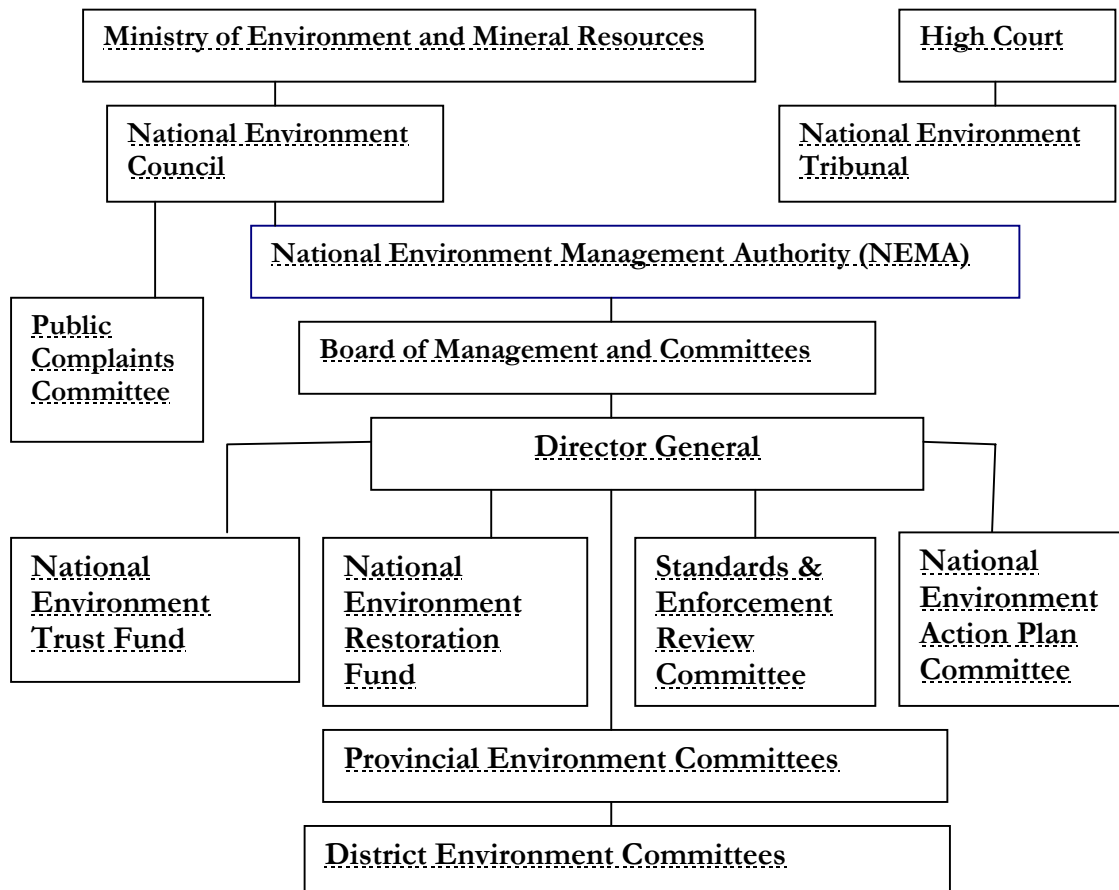 Ministry of Environment and Mineral Resources
High Court
National Environment
Council
National Environment
Tribunal
National Environment Management Authority (NEMA)
Public
Complaints
Committee
Board of Management and Committees
Director General
National
Environment
Trust Fund
National
Environment
Restoration
Fund
Standards &
Enforcement
Review
Committee
National
Environment
Action Plan
Committee
Provincial Environment Committees
District Environment Committees